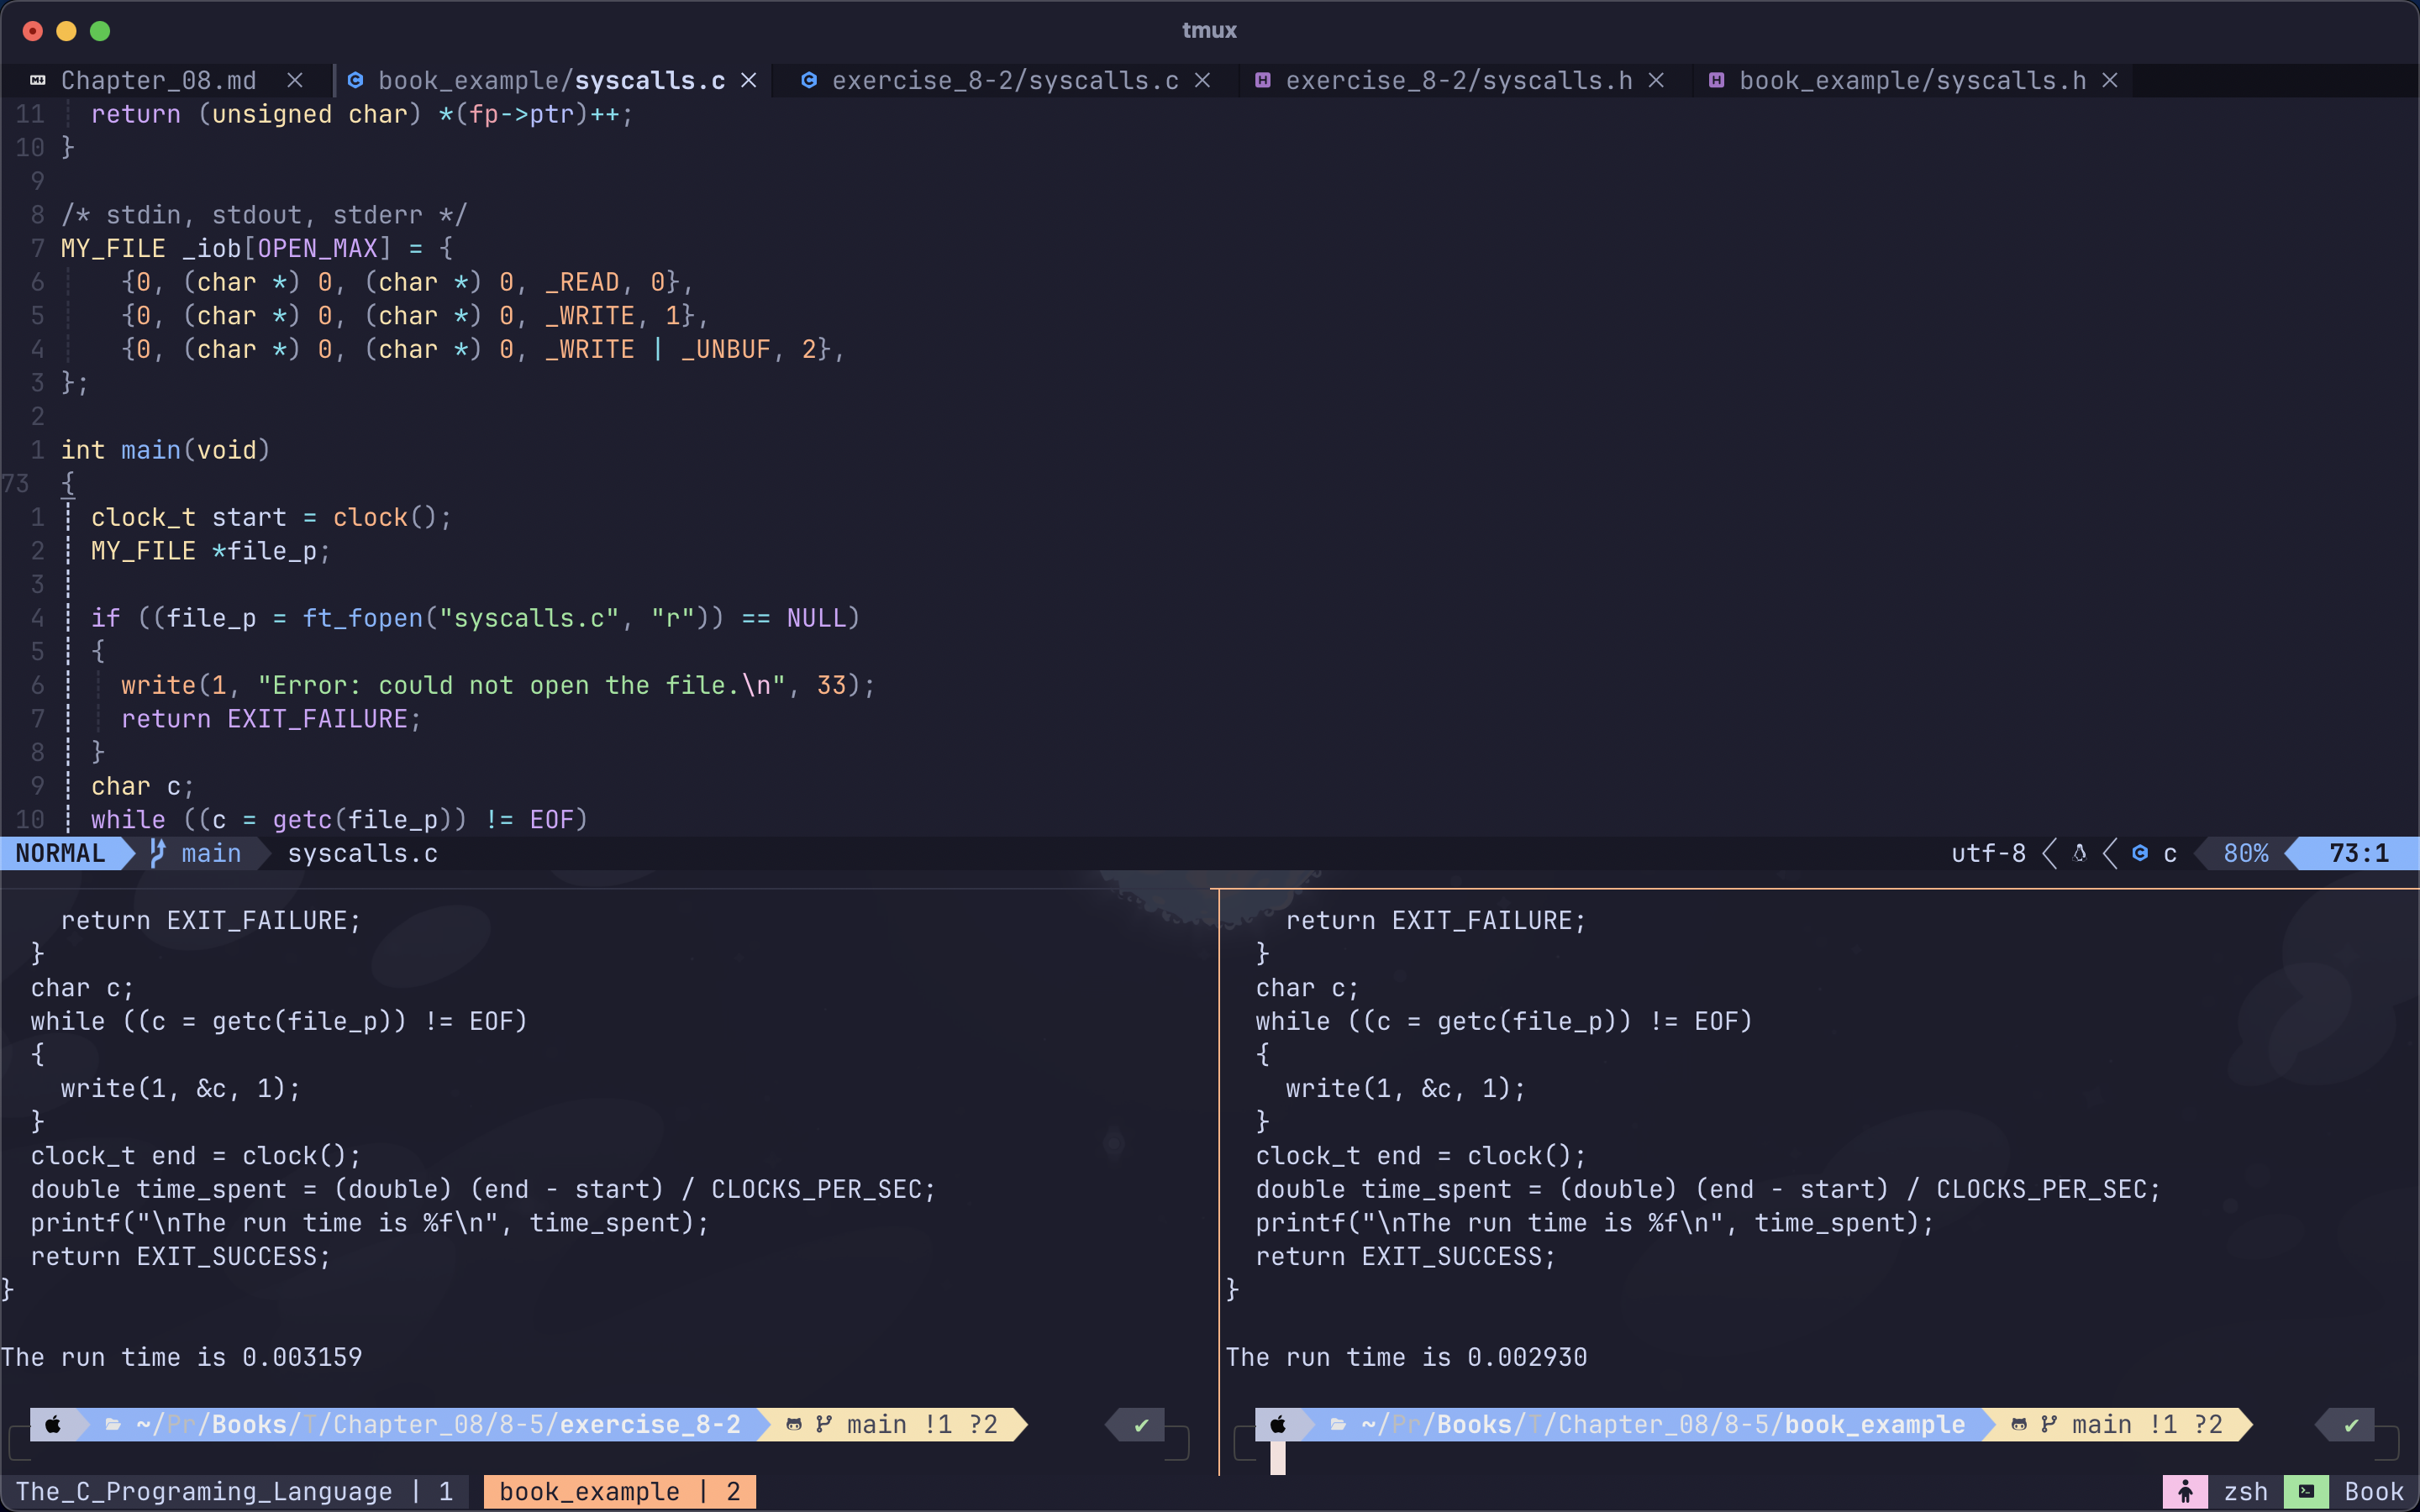 tmux
Chapter_08.md book_example/syscalls.c exercise_8-2/syscalls.c exercise_8-2/syscalls.h book_example/syscalls.h
11 return (unsigned char) *(fp->ptr)++;
10 }
9
8 /* stdin, stdout, stderr */
7 MY_FILE _iob[OPEN_MAX] = {
6 {0, (char *) 0, (char *) 0, _READ, 0},
5 {0, (char *) 0, (char *) 0, _WRITE, 1},
4 {0, (char *) 0, (char *) 0, _WRITE | _UNBUF, 2},
3 };
2
1 int main(void)
73 {
1 clock_t start = clock();
2 MY_FILE *file_p;
3
4 if ((file_p = ft_fopen("syscalls.c", "r")) == NULL)
5 {
6 write(1, "Error: could not open the file.\n", 33);
7 return EXIT_FAILURE;
8 }
9 char c;
10 while ((c = getc(file_p)) != EOF)
NORMAL main syscalls.c utf-8 c 80% 73:1
return EXIT_FAILURE;
}
char c;
while ((c = getc(file_p)) != EOF)
{
write(1, &c, 1);
}
clock_t end = clock();
double time_spent = (double) (end - start) / CLOCKS_PER_SEC;
printf("\nThe run time is %f\n", time_spent);
return EXIT_SUCCESS;
}
The run time is 0.003159
~/Pr/Books/T/Chapter_08/8-5/exercise_8-2 main !1 ?2 ✔
return EXIT_FAILURE;
}
char c;
while ((c = getc(file_p)) != EOF)
{
write(1, &c, 1);
}
clock_t end = clock();
double time_spent = (double) (end - start) / CLOCKS_PER_SEC;
printf("\nThe run time is %f\n", time_spent);
return EXIT_SUCCESS;
}
The run time is 0.002930
~/Pr/Books/T/Chapter_08/8-5/book_example main !1 ?2 ✔
The_C_Programing_Language | 1 book_example | 2 zsh Book